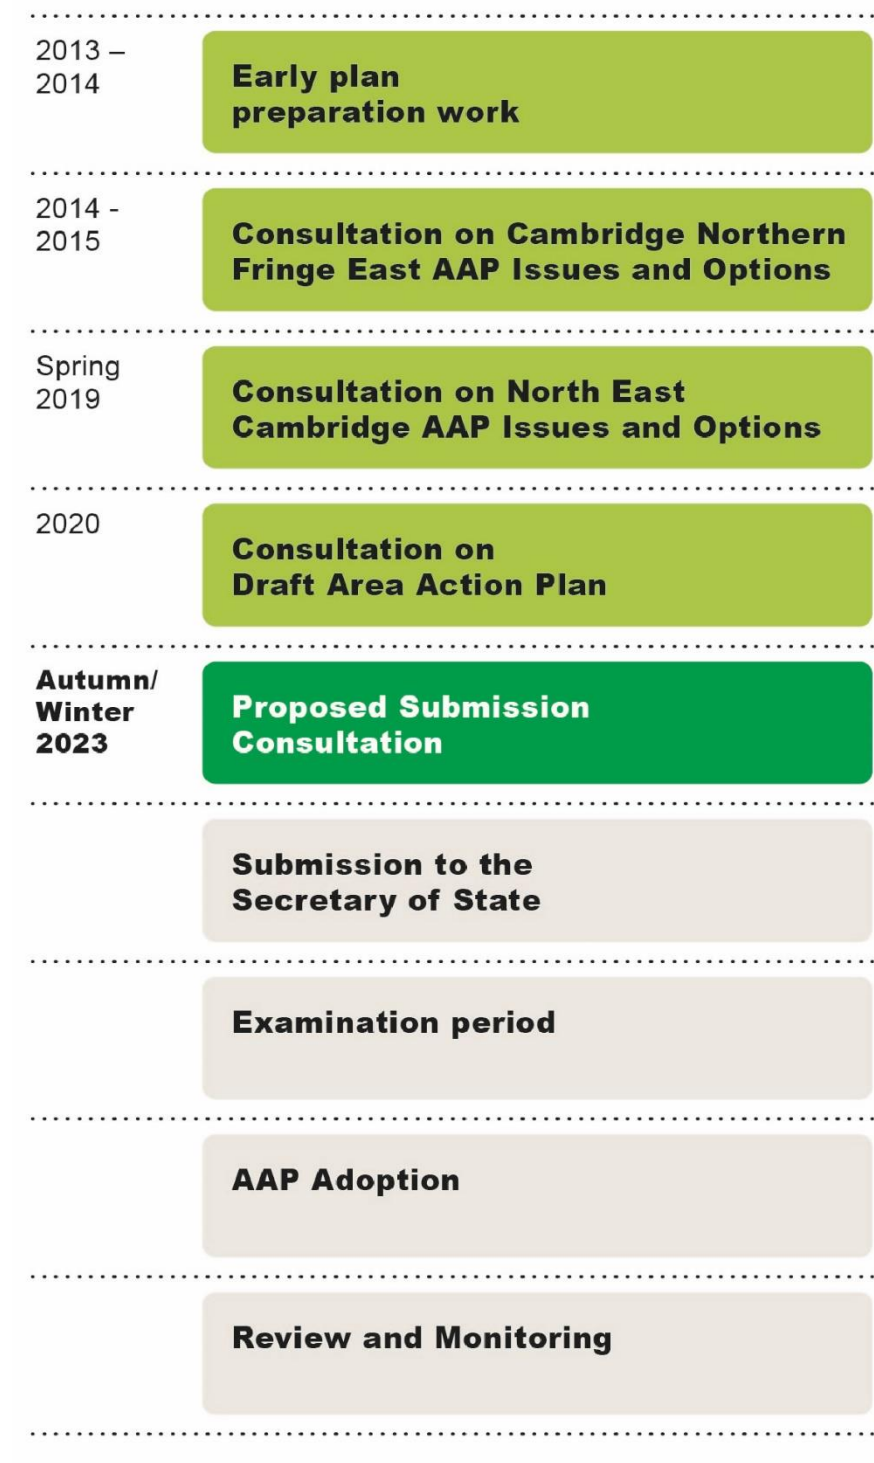 2013 –
2014
Early plan
preparation work
2014 -
2015
Consultation on Cambridge Northern
Fringe East AAP Issues and Options
Spring
2019
Consultation on North East
Cambridge AAP Issues and Options
2020
Consultation on
Draft Area Action Plan
Autumn/
Winter
2023
Proposed Submission
Consultation
Submission to the
Secretary of State
Examination period
AAP Adoption
Review and Monitoring